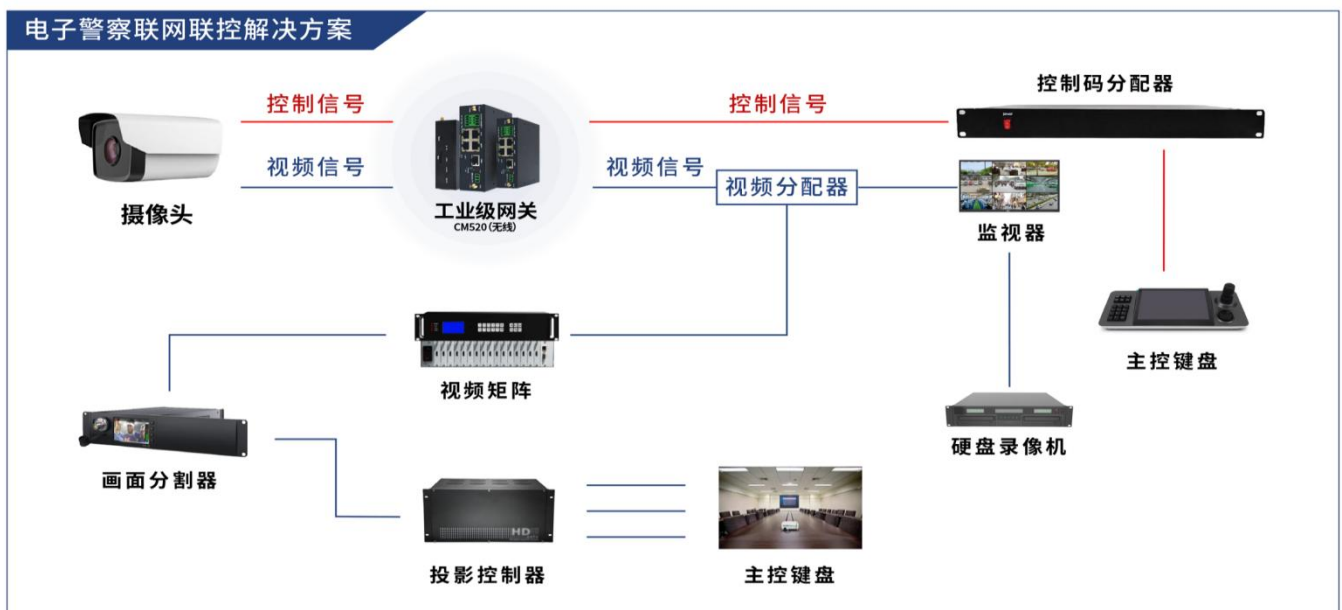 电子警察联网联控解决方案
控制码分配器
控制信号
控制信号
视频信号
视频信号
视频分配器
摄像头
工业级网关
CM520(无线)
监视器
主控键盘
视频矩阵
硬盘录像机
画面分割器
HD
投影控制器
主控键盘